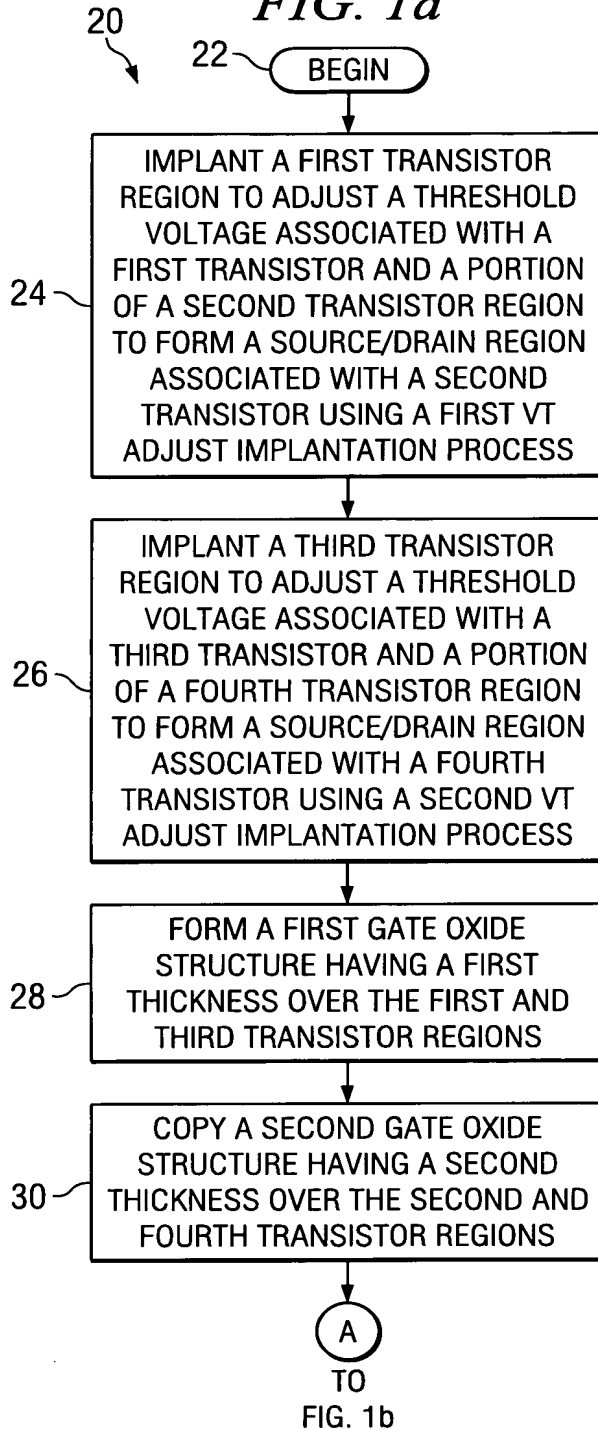 FIG. 1a
20
22
BEGIN
24
IMPLANT A FIRST TRANSISTOR
REGION TO ADJUST A THRESHOLD
VOLTAGE ASSOCIATED WITH A
FIRST TRANSISTOR AND A PORTION
OF A SECOND TRANSISTOR REGION
TO FORM A SOURCE/DRAIN REGION
ASSOCIATED WITH A SECOND
TRANSISTOR USING A FIRST VT
ADJUST IMPLANTATION PROCESS
26
IMPLANT A THIRD TRANSISTOR
REGION TO ADJUST A THRESHOLD
VOLTAGE ASSOCIATED WITH A
THIRD TRANSISTOR AND A PORTION
OF A FOURTH TRANSISTOR REGION
TO FORM A SOURCE/DRAIN REGION
ASSOCIATED WITH A FOURTH
TRANSISTOR USING A SECOND VT
ADJUST IMPLANTATION PROCESS
28
FORM A FIRST GATE OXIDE
STRUCTURE HAVING A FIRST
THICKNESS OVER THE FIRST AND
THIRD TRANSISTOR REGIONS
30
COPY A SECOND GATE OXIDE
STRUCTURE HAVING A SECOND
THICKNESS OVER THE SECOND AND
FOURTH TRANSISTOR REGIONS
A
TO
FIG. 1b